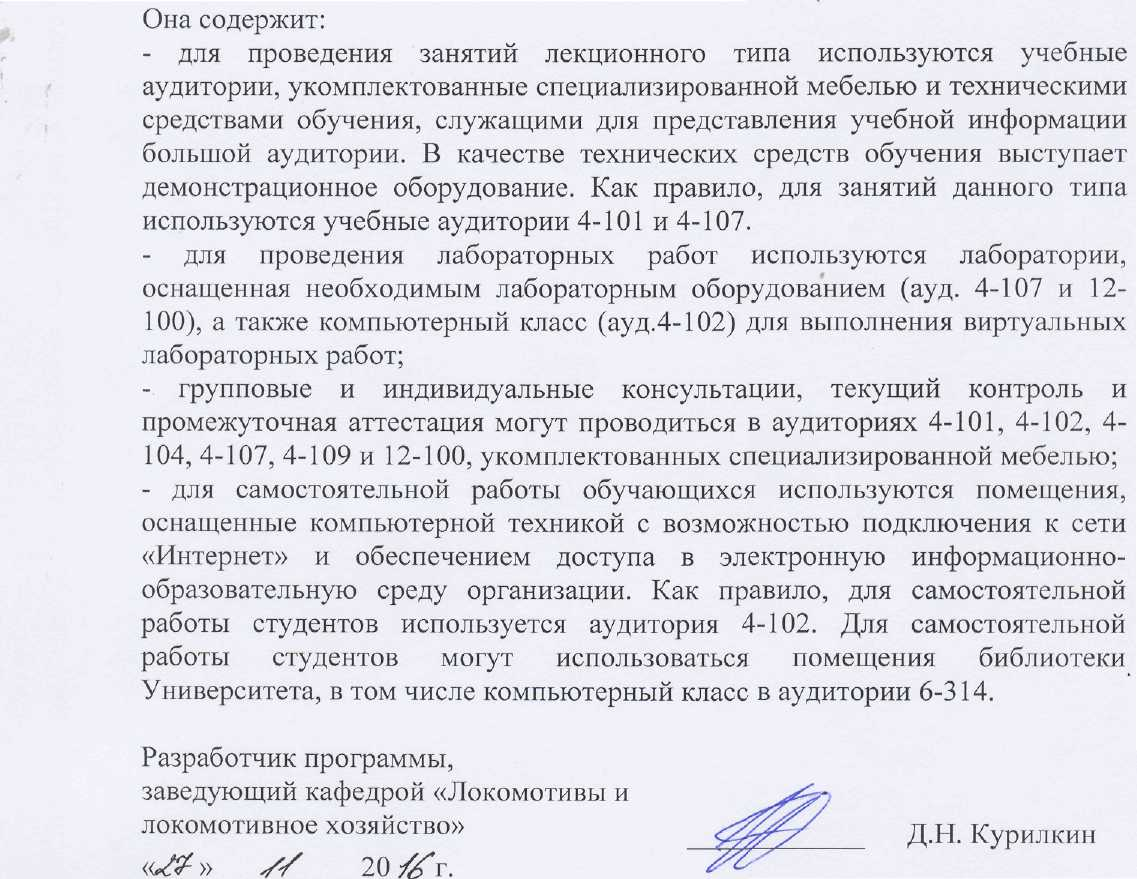 Она содержит:
- для проведения занятий лекционного типа используются учебные
аудитории, укомплектованные специализированной мебелью и техническими
средствами обучения, служащими для представления учебной информации
большой аудитории. В качестве технических средств обучения выступает
демонстрационное оборудование. Как правило, для занятий данного типа
используются учебные аудитории 4-101 и 4-107.
- для проведения лабораторных работ используются лаборатории,
оснащенная необходимым лабораторным оборудованием (ауд. 4-107 и 12-
100), а также компьютерный класс (ауд.4-102) для выполнения виртуальных
лабораторных работ;
- групповые и индивидуальные консультации, текущий контроль и
промежуточная аттестация могут проводиться в аудиториях 4-101, 4-102, 4-
104, 4-107, 4-109 и 12-100, укомплектованных специализированной мебелью;
- для самостоятельной работы обучающихся используются помещения,
оснащенные компьютерной техникой с возможностью подключения к сети
«Интернет» и обеспечением доступа в электронную информационно-
образовательную среду организации. Как правило, для самостоятельной
работы студентов используется аудитория 4-102. Для самостоятельной
работы студентов могут использоваться помещения библиотеки
Университета, в том числе компьютерный класс в аудитории 6-314.
Разработчик программы,
заведующий кафедрой «Локомотивы и
локомотивное хозяйство»
Д.Н. Курилкин
«27» 11 2016 г.